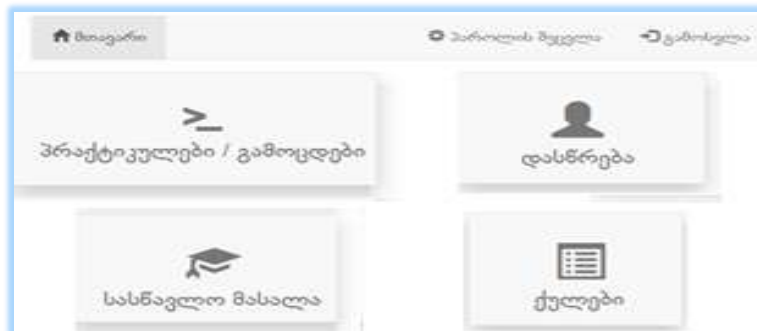 მთავარი პაროლის შეცვლა გამოსვლა
>_
პრაქტიკულები / გამოცდები
დასწრება
სასწავლო მასალა
ქულები